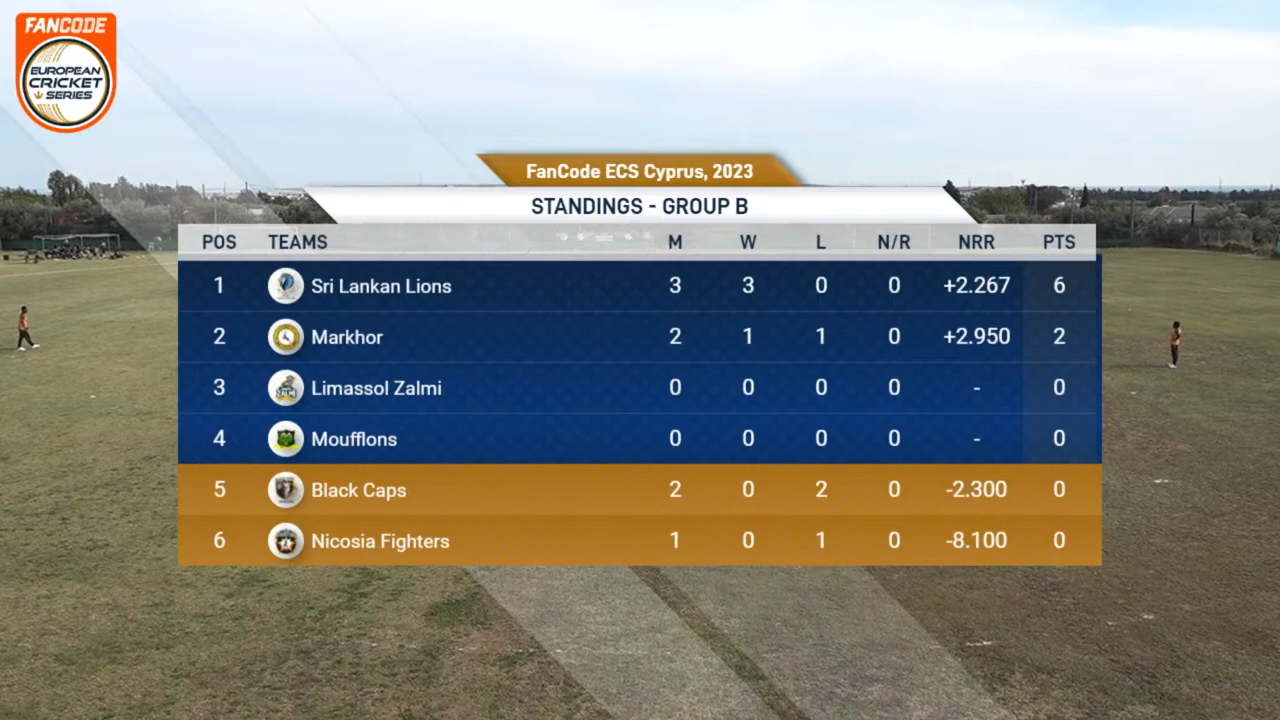 FANCODE
EUROPEAN
CRICKET
SERIES
FanCode ECS Cyprus, 2023
STANDINGS - GROUP B
POS TEAMS M W L N/R NRR PTS
1 Sri Lankan Lions 3 3 0 0 +2.267 6
2 Markhor 2 1 1 0 +2.950 2
3 Limassol Zalmi 0 0 0 0 - 0
4 Moufflons 0 0 0 0 - 0
5 Black Caps 2 0 2 0 -2.300 0
6 Nicosia Fighters 1 0 1 0 -8.100 0